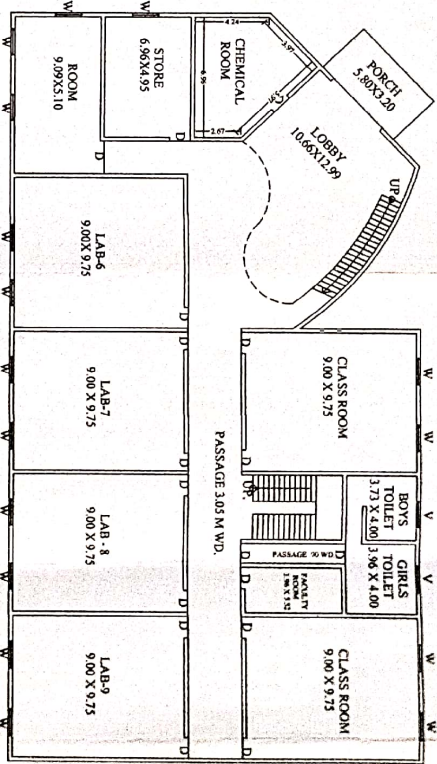 W
W
W
V
V
W
W
W
W
PORCH
5.80X3.20
LOBBY
10.66X12.99
UP
CHEMICAL
ROOM
4.24
3.97
6.96
2.67
STORE
6.96X4.95
D
ROOM
9.09X5.10
D
CLASS ROOM
9.00 X 9.75
D
D
BOYS
TOILET
3.73 X 4.00
GIRLS
TOILET
3.96 X 4.00
UP
PASSAGE 90 WD.
D
D
FACULTY
ROOM
D
CLASS ROOM
9.00 X 9.75
D
D
PASSAGE 3.05 M WD.
LAB-6
9.00X 9.75
D
LAB-7
9.00 X 9.75
D
D
LAB - 8
9.00 X 9.75
D
D
LAB-9
9.00 X 9.75
D
D
W
W
W
W
W
W
W
W
W
W